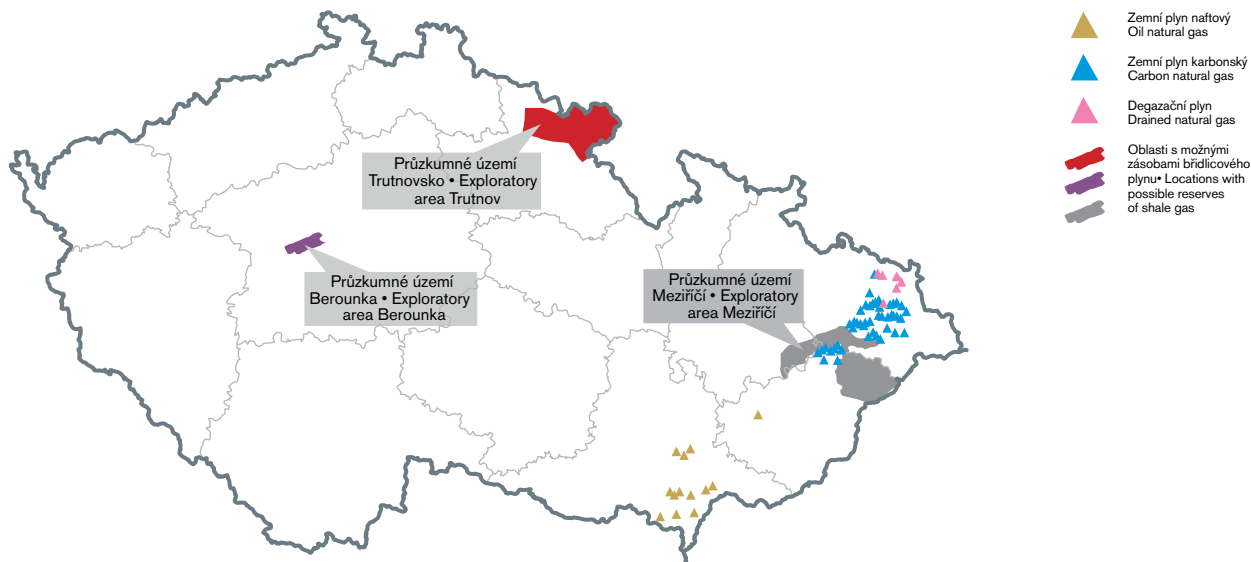 Zemní plyn naftový
Oil natural gas
Zemní plyn karbonský
Carbon natural gas
Degazační plyn
Drained natural gas
Oblasti s možnými
zásobami břidlicového
plynu• Locations with
possible reserves
of shale gas
Průzkumné území
Trutnovsko • Exploratory
area Trutnov
Průzkumné území
Berounka • Exploratory
area Berounka
Průzkumné území
Meziříčí • Exploratory
area Meziříčí